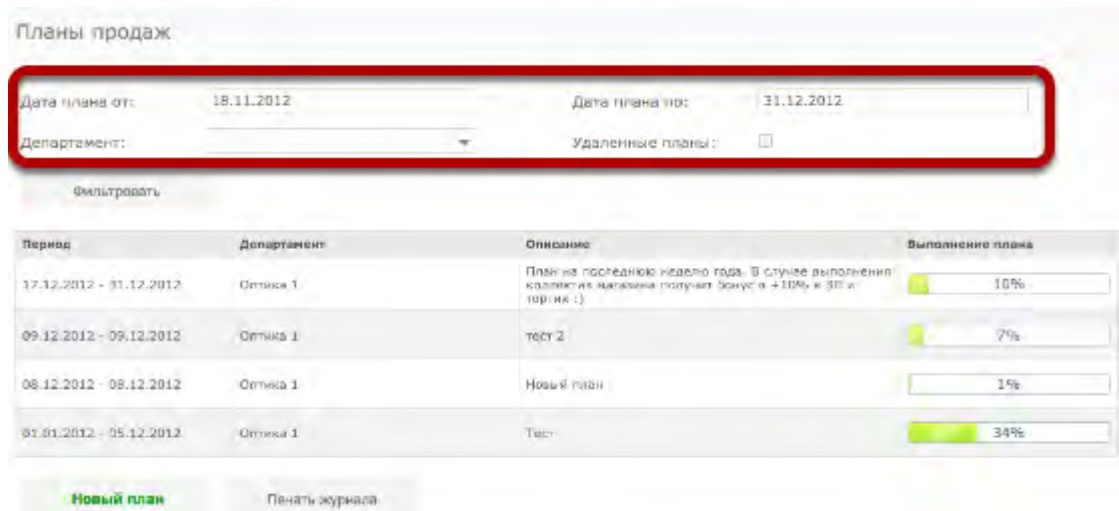 Планы продаж
Дата плана от: 18.11.2012 Дата плана по: 31.12.2012
Департамент: Удаленные планы:
Фильтровать
Период Департамент Описание Выполнение плана
17.12.2012 - 31.12.2012 Оптика 1 План на последнюю неделю года. В случае выполнения 10%
коллектив магазина получит бонус в +10% к ЗП и
тортик :)
09.12.2012 - 09.12.2012 Оптика 1 тест 2 7%
08.12.2012 - 08.12.2012 Оптика 1 Новый план 1%
01.01.2012 - 05.12.2012 Оптика 1 Тест 34%
Новый план Печать журнала